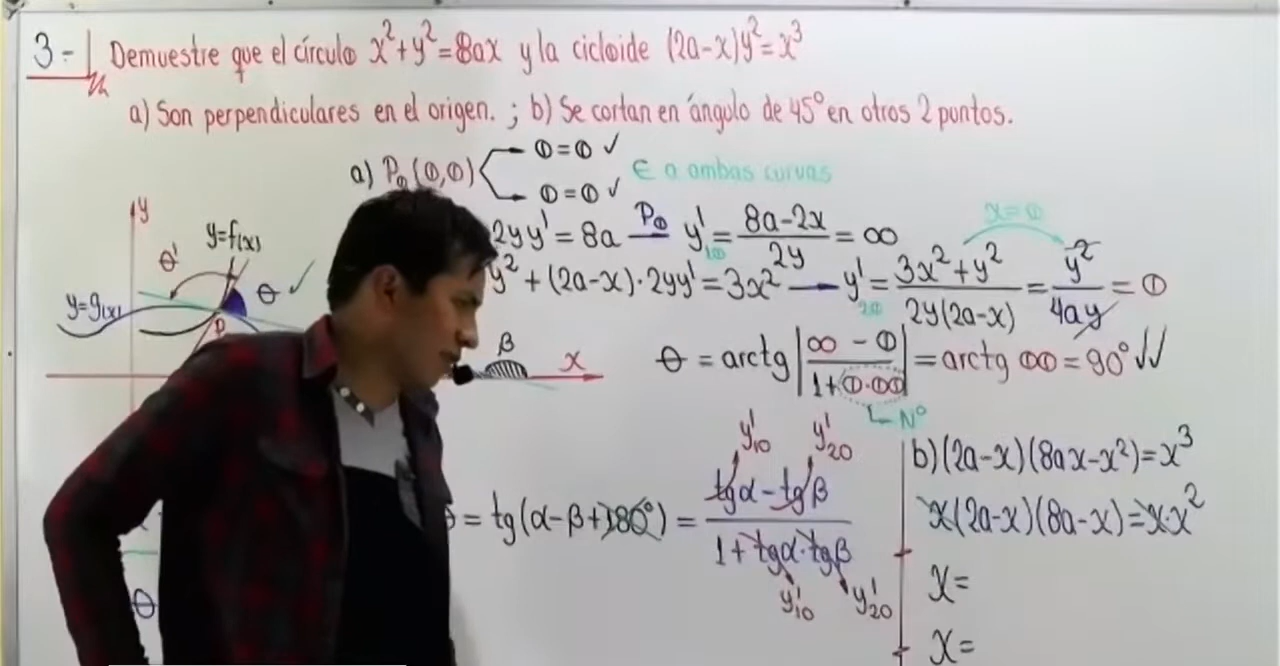 3-| Demuestre que el círculo x²+y²=8ax y la cicloide (2a-x)y²=x³
a) Son perpendiculares en el origen. ; b) Se cortan en ángulo de 45° en otros 2 puntos.
a) P₀(0,0) 0=0 ✓
0=0 ✓
∈ a ambas curvas
2yy'=8a P₀ y'₁₀ = (8a-2x)/2y = ∞
x=0
y²+(2a-x)·2yy'=3x² → y'₂₀ = (3x²+y²)/(2y(2a-x)) = y²/4ay = 0
θ = arctg |(∞ - 0)/(1+0·∞)| = arctg ∞ = 90° ✓✓
N°
y
y=f(x)
θ'
θ ✓
y=g(x)
P
β
x
y'₁₀ y'₂₀
= tg(α-β+180°) = (tgα-tgβ)/(1+tgα·tgβ)
y'₁₀ y'₂₀
θ
b) (2a-x)(8ax-x²)=x³
x(2a-x)(8a-x)=x·x²
x=
x=